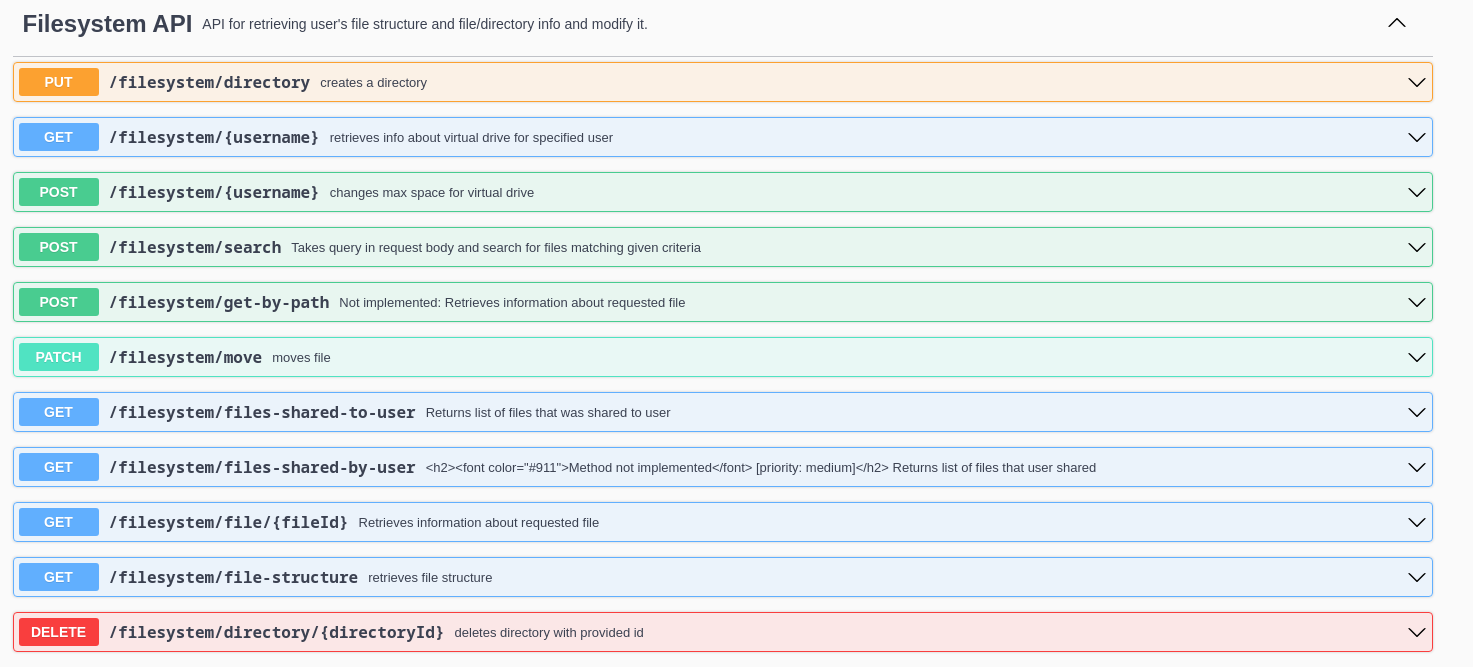 Filesystem API API for retrieving user's file structure and file/directory info and modify it.
PUT /filesystem/directory creates a directory
GET /filesystem/{username} retrieves info about virtual drive for specified user
POST /filesystem/{username} changes max space for virtual drive
POST /filesystem/search Takes query in request body and search for files matching given criteria
POST /filesystem/get-by-path Not implemented: Retrieves information about requested file
PATCH /filesystem/move moves file
GET /filesystem/files-shared-to-user Returns list of files that was shared to user
GET /filesystem/files-shared-by-user <h2><font color="#911">Method not implemented</font> [priority: medium]</h2> Returns list of files that user shared
GET /filesystem/file/{fileId} Retrieves information about requested file
GET /filesystem/file-structure retrieves file structure
DELETE /filesystem/directory/{directoryId} deletes directory with provided id